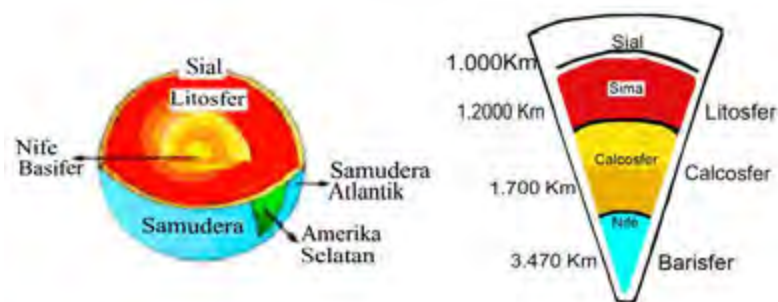 Sial
Litosfer
Nife
Basifer
Samudera
Atlantik
Samudera
Amerika
Selatan
Sial
1.000Km
Sima
1.2000 Km
Litosfer
Calcosfer
Calcosfer
1.700 Km
Nife
3.470 Km
Barisfer